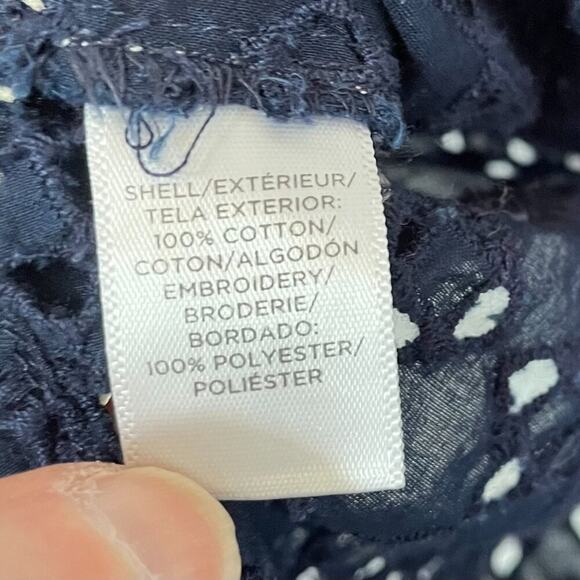 SHELL/EXTÉRIEUR/
TELA EXTERIOR:
100% COTTON/
COTON/ALGODÓN
EMBROIDERY/
BRODERIE/
BORDADO:
100% POLYESTER/
POLIÉSTER